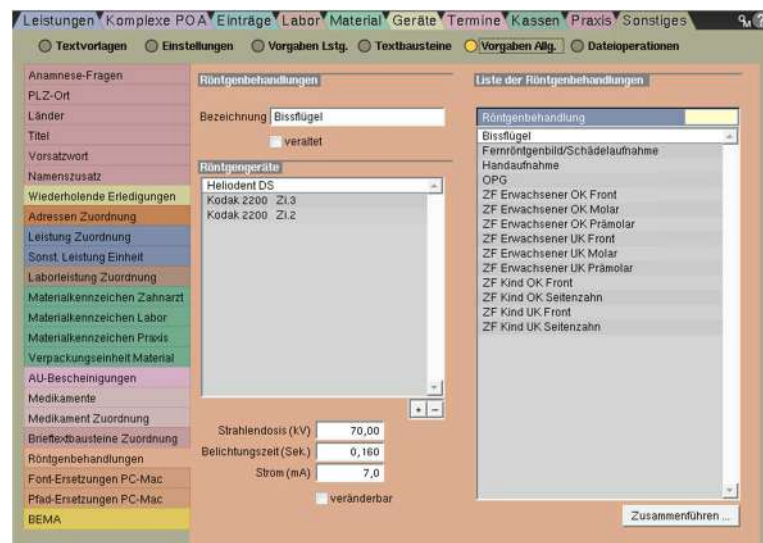 Leistungen Komplexe POA Einträge Labor Material Geräte Termine Kassen Praxis Sonstiges
Textvorlagen Einstellungen Vorgaben Lstg. Textbausteine Vorgaben Allg. Dateioperationen
Anamnese-Fragen
PLZ-Ort
Länder
Titel
Vorsatzwort
Namenszusatz
Wiederholende Erledigungen
Adressen Zuordnung
Leistung Zuordnung
Sonst. Leistung Einheit
Laborleistung Zuordnung
Materialkennzeichen Zahnarzt
Materialkennzeichen Labor
Materialkennzeichen Praxis
Verpackungseinheit Material
AU-Bescheinigungen
Medikamente
Medikament Zuordnung
Brieftextbausteine Zuordnung
Röntgenbehandlungen
Font-Ersetzungen PC-Mac
Pfad-Ersetzungen PC-Mac
BEMA
Röntgenbehandlungen
Bezeichnung Bissflügel
veraltet
Röntgengeräte
Heliodent DS
Kodak 2200 Zi.3
Kodak 2200 Zi.2
+ -
Strahlendosis (kV) 70,00
Belichtungszeit (Sek.) 0,160
Strom (mA) 7,0
veränderbar
Liste der Röntgenbehandlungen
Röntgenbehandlung
Bissflügel
Fernröntgenbild/Schädelaufnahme
Handaufnahme
OPG
ZF Erwachsener OK Front
ZF Erwachsener OK Molar
ZF Erwachsener OK Prämolar
ZF Erwachsener UK Front
ZF Erwachsener UK Molar
ZF Erwachsener UK Prämolar
ZF Kind OK Front
ZF Kind OK Seitenzahn
ZF Kind UK Front
ZF Kind UK Seitenzahn
Zusammenführen ...